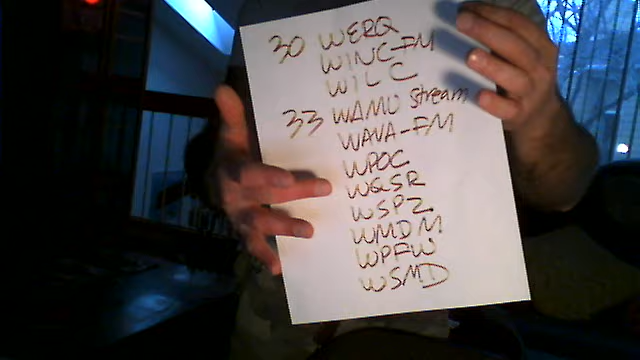 30 WERQ
WINC-FM
WILC
33 WAMU Stream
WAVA-FM
WPOC
WGSR
WSPZ
WMDM
WPFW
WSMD